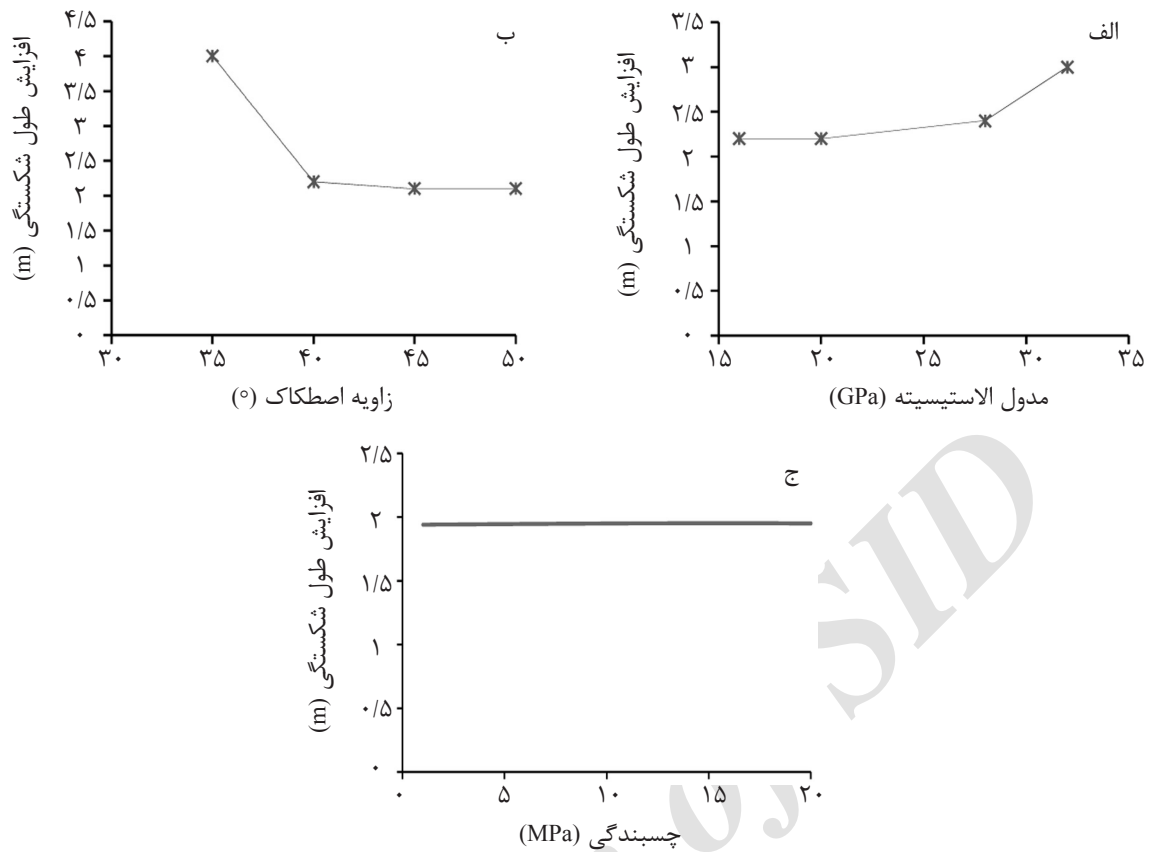 الف
افزایش طول شکستگی (m)
۳/۵
۳
۲/۵
۲
۱/۵
۱
۰/۵
۰
۱۵ ۲۰ ۲۵ ۳۰ ۳۵
مدول الاستیسیته (GPa)
ب
افزایش طول شکستگی (m)
۴/۵
۴
۳/۵
۳
۲/۵
۲
۱/۵
۱
۰/۵
۰
۳۰ ۳۵ ۴۰ ۴۵ ۵۰
زاویه اصطکاک (°)
ج
افزایش طول شکستگی (m)
۲/۵
۲
۱/۵
۱
۰/۵
۰
۰ ۵ ۱۰ ۱۵ ۲۰
چسبندگی (MPa)
SID